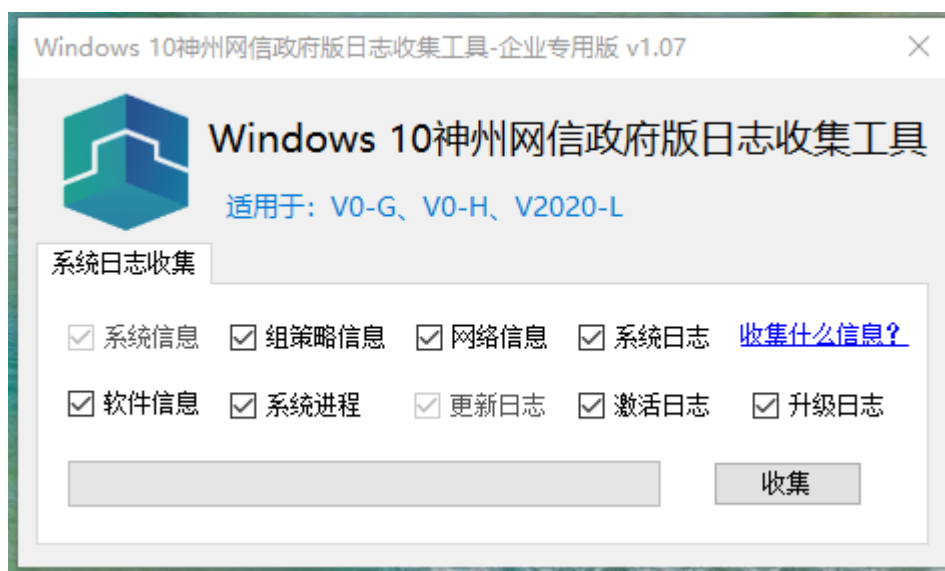 Windows 10神州网信政府版日志收集工具-企业专用版 v1.07
Windows 10神州网信政府版日志收集工具
适用于：V0-G、V0-H、V2020-L
系统日志收集
系统信息 组策略信息 网络信息 系统日志 收集什么信息？
软件信息 系统进程 更新日志 激活日志 升级日志
收集